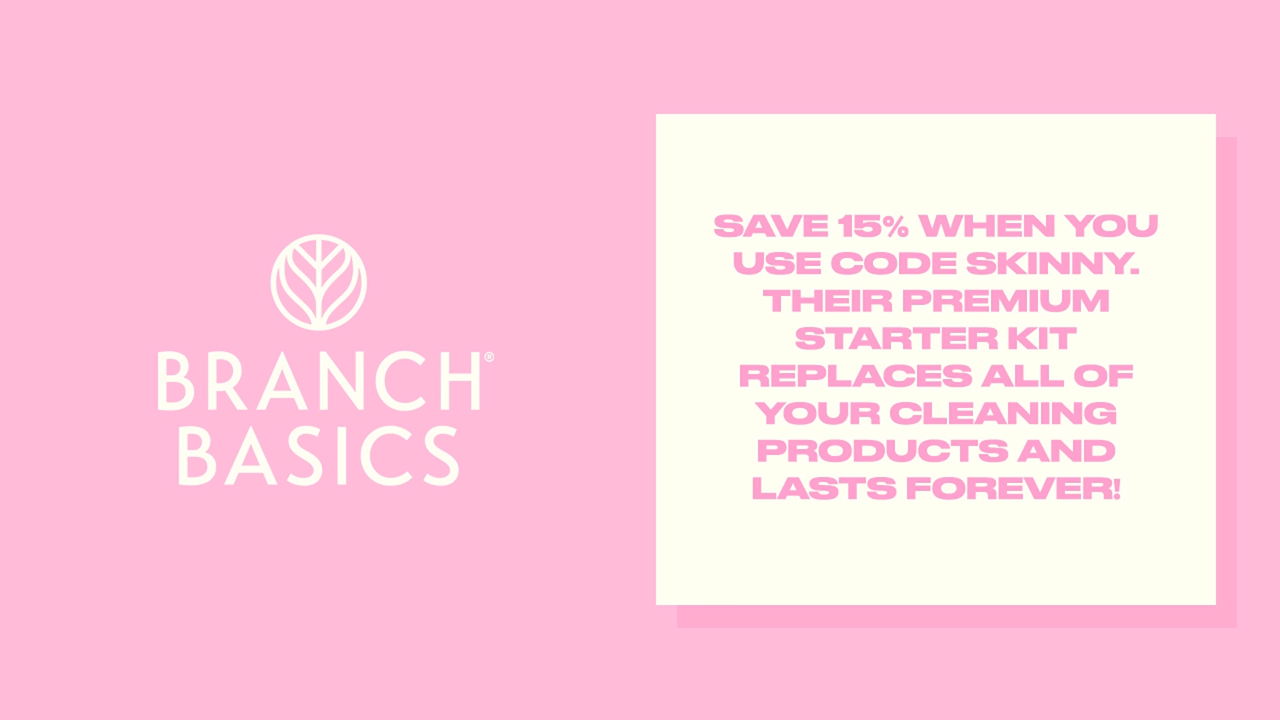 BRANCH®
BASICS
SAVE 15% WHEN YOU
USE CODE SKINNY.
THEIR PREMIUM
STARTER KIT
REPLACES ALL OF
YOUR CLEANING
PRODUCTS AND
LASTS FOREVER!